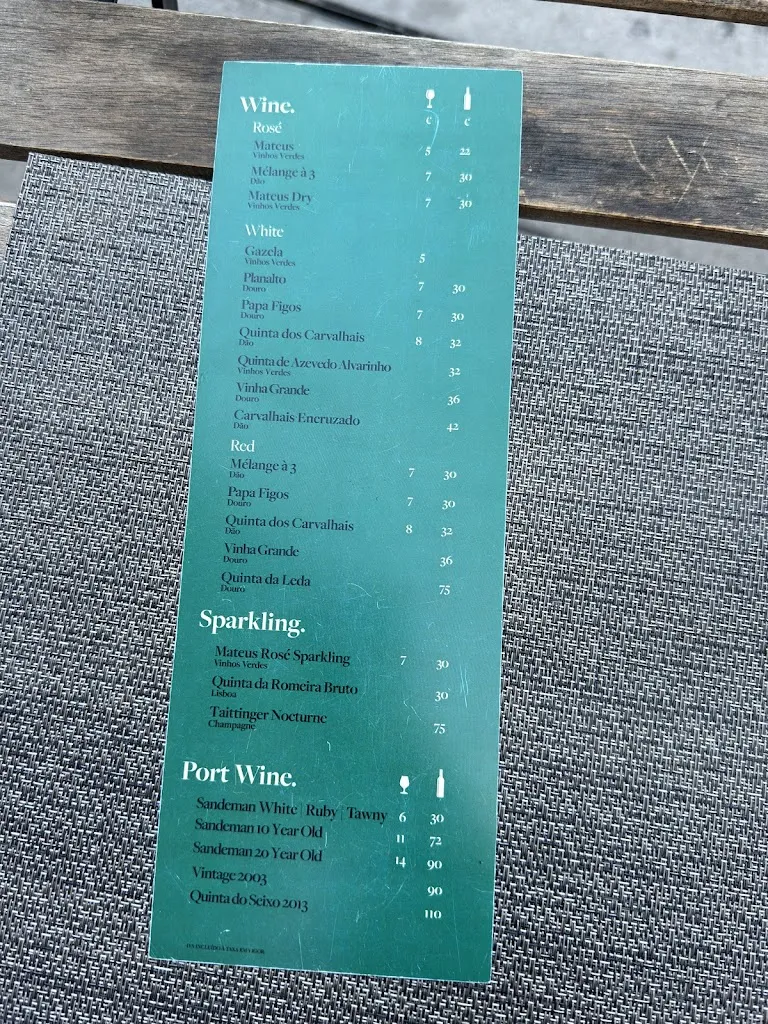 Wine.
€ €
Rosé
Mateus 5 22
Vinhos Verdes
Mélange à 3 7 30
Dão
Mateus Dry 7 30
Vinhos Verdes
White
Gazela 5
Vinhos Verdes
Planalto 7 30
Douro
Papa Figos 7 30
Douro
Quinta dos Carvalhais 8 32
Dão
Quinta de Azevedo Alvarinho 32
Vinhos Verdes
Vinha Grande 36
Douro
Carvalhais Encruzado 42
Dão
Red
Mélange à 3 7 30
Dão
Papa Figos 7 30
Douro
Quinta dos Carvalhais 8 32
Dão
Vinha Grande 36
Douro
Quinta da Leda 75
Douro
Sparkling.
Mateus Rosé Sparkling 7 30
Vinhos Verdes
Quinta da Romeira Bruto 30
Lisboa
Taittinger Nocturne 75
Champagne
Port Wine.
Sandeman White | Ruby | Tawny 6 30
Sandeman 10 Year Old 11 72
Sandeman 20 Year Old 14 90
Vintage 2003 90
Quinta do Seixo 2013 110
IVA INCLUÍDO À TAXA EM VIGOR